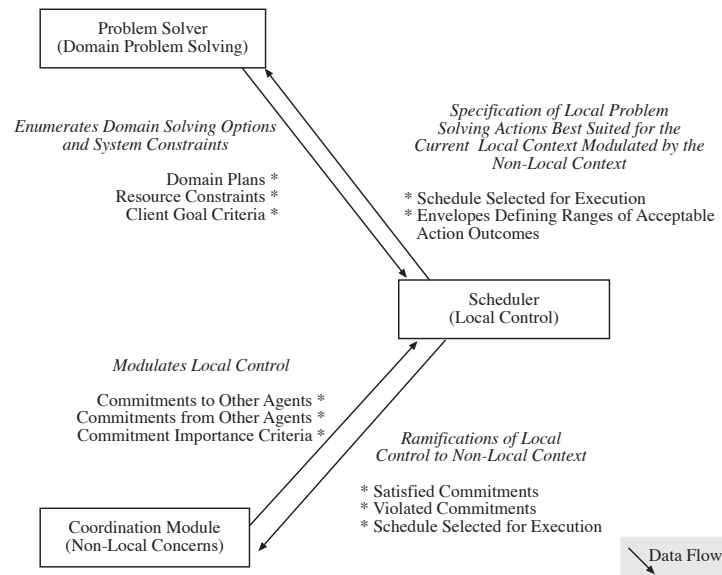 Problem Solver
(Domain Problem Solving)
Enumerates Domain Solving Options
and System Constraints
Domain Plans *
Resource Constraints *
Client Goal Criteria *
Specification of Local Problem
Solving Actions Best Suited for the
Current Local Context Modulated by the
Non-Local Context
* Schedule Selected for Execution
* Envelopes Defining Ranges of Acceptable
Action Outcomes
Scheduler
(Local Control)
Modulates Local Control
Commitments to Other Agents *
Commitments from Other Agents *
Commitment Importance Criteria *
Ramifications of Local
Control to Non-Local Context
* Satisfied Commitments
* Violated Commitments
* Schedule Selected for Execution
Coordination Module
(Non-Local Concerns)
Data Flow